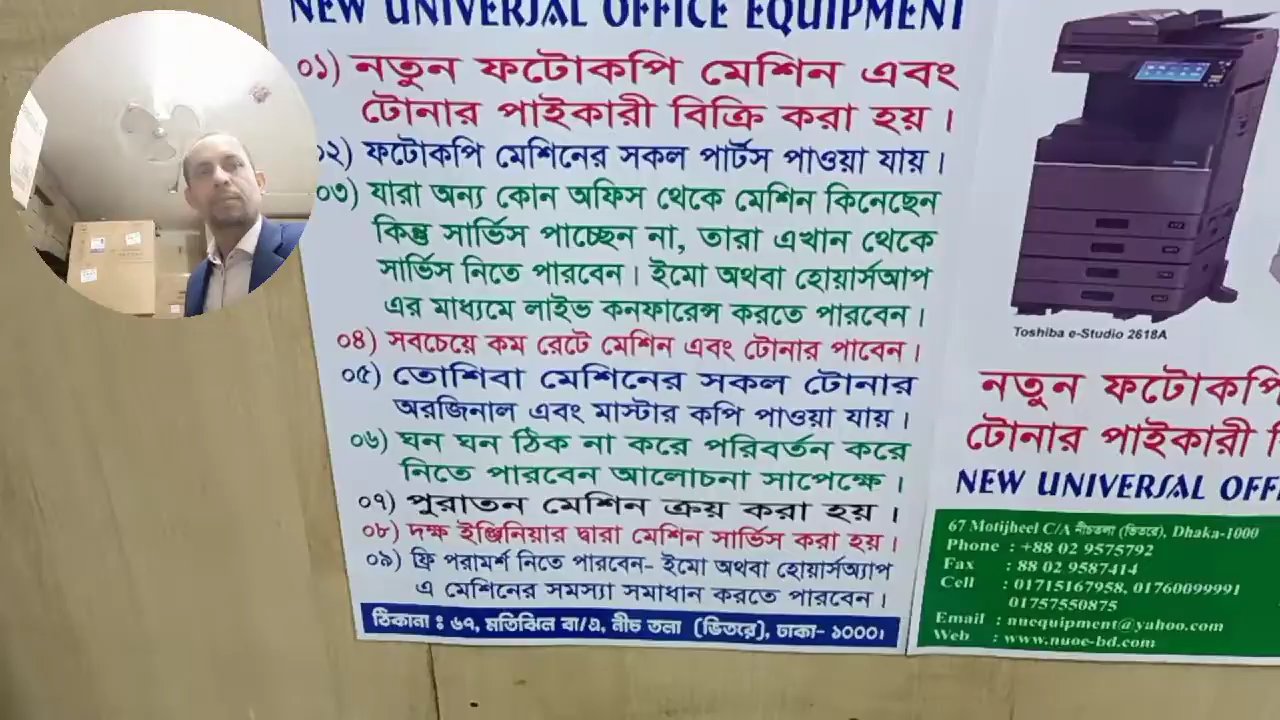 NEW UNIVERSAL OFFICE EQUIPMENT
০১) নতুন ফটোকপি মেশিন এবং
টোনার পাইকারী বিক্রি করা হয়।
০২) ফটোকপি মেশিনের সকল পার্টস পাওয়া যায়।
০৩) যারা অন্য কোন অফিস থেকে মেশিন কিনেছেন
কিন্তু সার্ভিস পাচ্ছেন না, তারা এখান থেকে
সার্ভিস নিতে পারবেন। ইমো অথবা হোয়ার্সআপ
এর মাধ্যমে লাইভ কনফারেন্স করতে পারবেন।
০৪) সবচেয়ে কম রেটে মেশিন এবং টোনার পাবেন।
০৫) তোশিবা মেশিনের সকল টোনার
অরজিনাল এবং মাস্টার কপি পাওয়া যায়।
০৬) ঘন ঘন ঠিক না করে পরিবর্তন করে
নিতে পারবেন আলোচনা সাপেক্ষে।
০৭) পুরাতন মেশিন ক্রয় করা হয়।
০৮) দক্ষ ইঞ্জিনিয়ার দ্বারা মেশিন সার্ভিস করা হয়।
০৯) ফ্রি পরামর্শ নিতে পারবেন- ইমো অথবা হোয়ার্সঅ্যাপ
এ মেশিনের সমস্যা সমাধান করতে পারবেন।
ঠিকানা : ৬৭, মতিঝিল বা/এ, নীচ তলা (ভিতরে), ঢাকা- ১০০০।
Toshiba e-Studio 2618A
নতুন ফটোকপি
টোনার পাইকারী
NEW UNIVERSAL OFF
67 Motijheel C/A নীচতলা (ভিতরে), Dhaka-1000
Phone : +88 02 9575792
Fax : 88 02 9587414
Cell : 01715167958, 01760099991
01757550875
Email : nuequipment@yahoo.com
Web : www.nuoe-bd.com